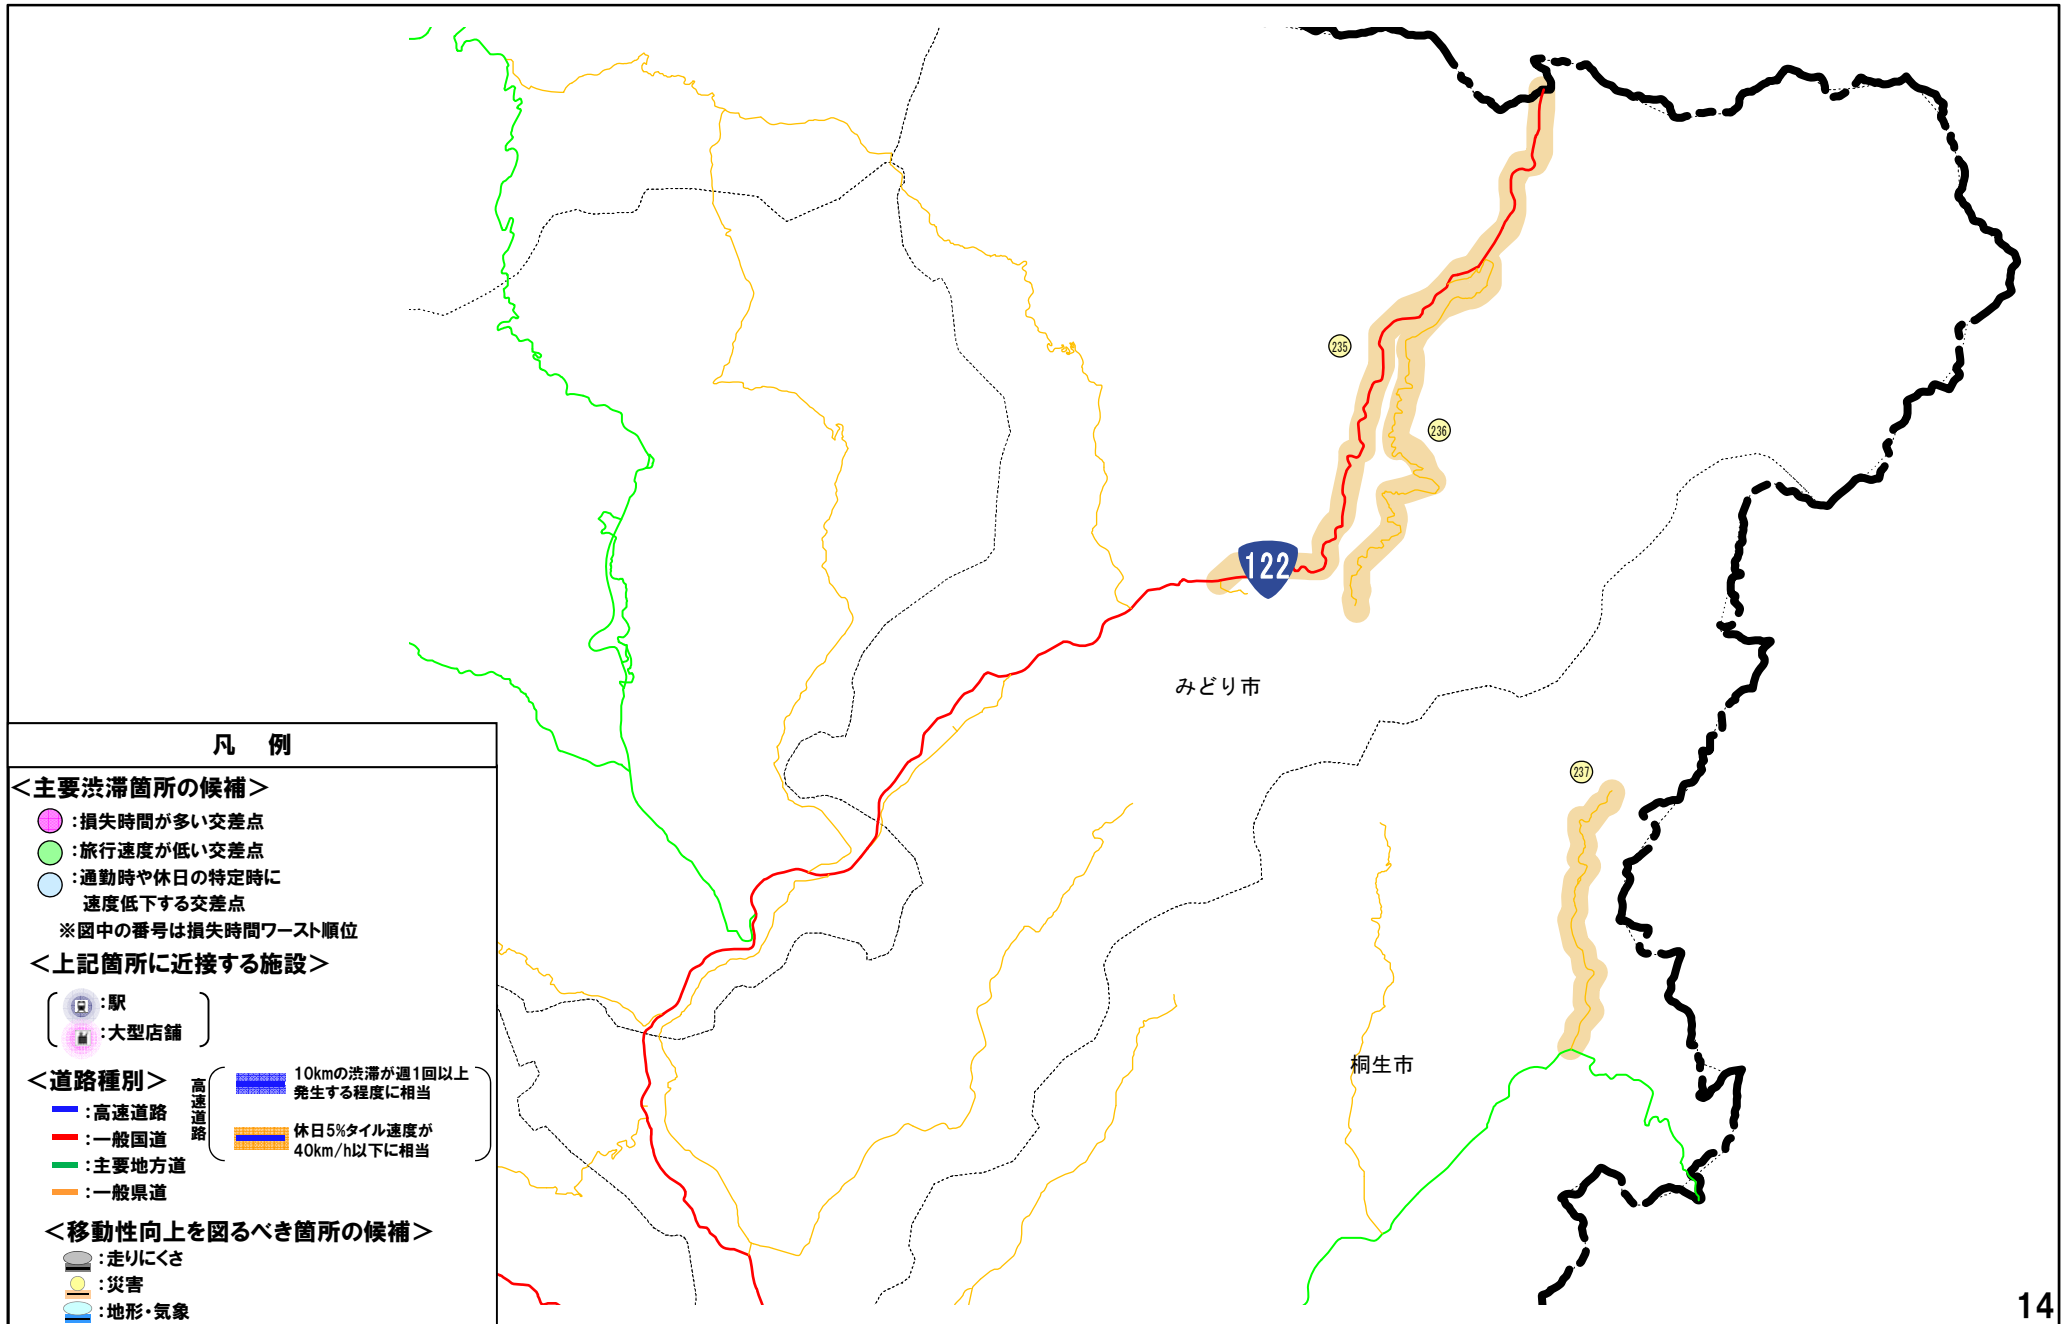 235
236
122
みどり市
237
桐生市
凡 例
＜主要渋滞箇所の候補＞
：損失時間が多い交差点
：旅行速度が低い交差点
：通勤時や休日の特定時に
速度低下する交差点
※図中の番号は損失時間ワースト順位
＜上記箇所に近接する施設＞
：駅
：大型店舗
＜道路種別＞
：高速道路
：一般国道
：主要地方道
：一般県道
高速道路
10kmの渋滞が週1回以上
発生する程度に相当
休日5%タイル速度が
40km/h以下に相当
＜移動性向上を図るべき箇所の候補＞
：走りにくさ
：災害
：地形・気象
14